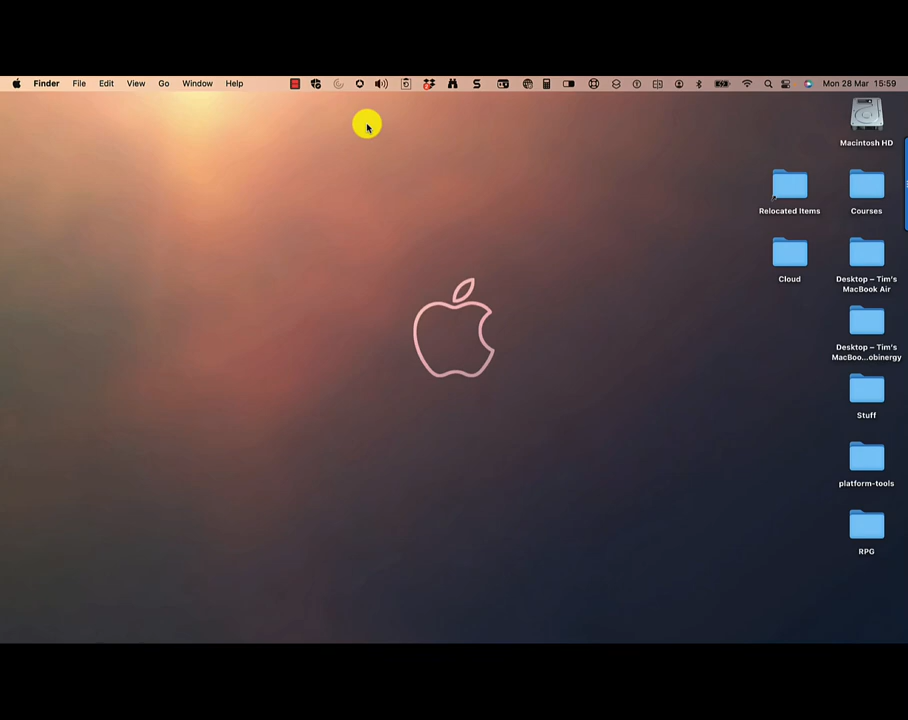 Finder File Edit View Go Window Help Mon 28 Mar 15:59
Macintosh HD
Relocated Items
Courses
Cloud
Desktop – Tim's
MacBook Air
Desktop – Tim's
MacBoo...obinergy
Stuff
platform-tools
RPG